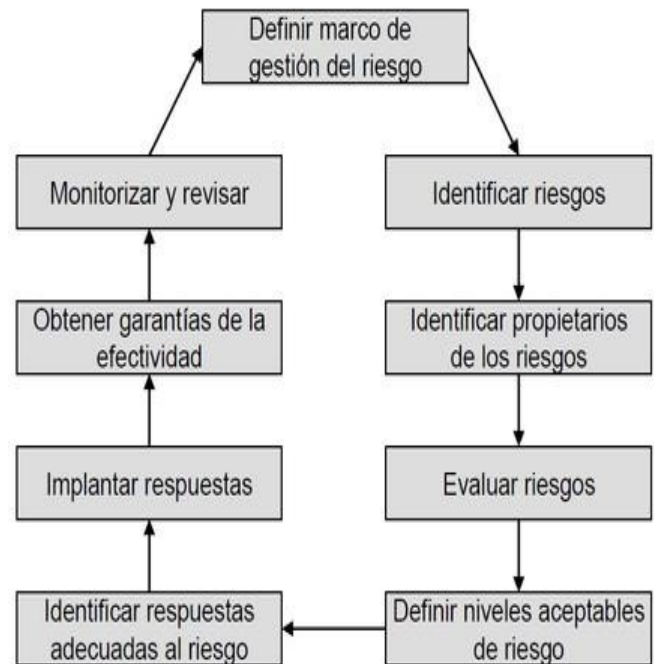 Definir marco de
gestión del riesgo
Identificar riesgos
Identificar propietarios
de los riesgos
Evaluar riesgos
Definir niveles aceptables
de riesgo
Identificar respuestas
adecuadas al riesgo
Implantar respuestas
Obtener garantías de la
efectividad
Monitorizar y revisar